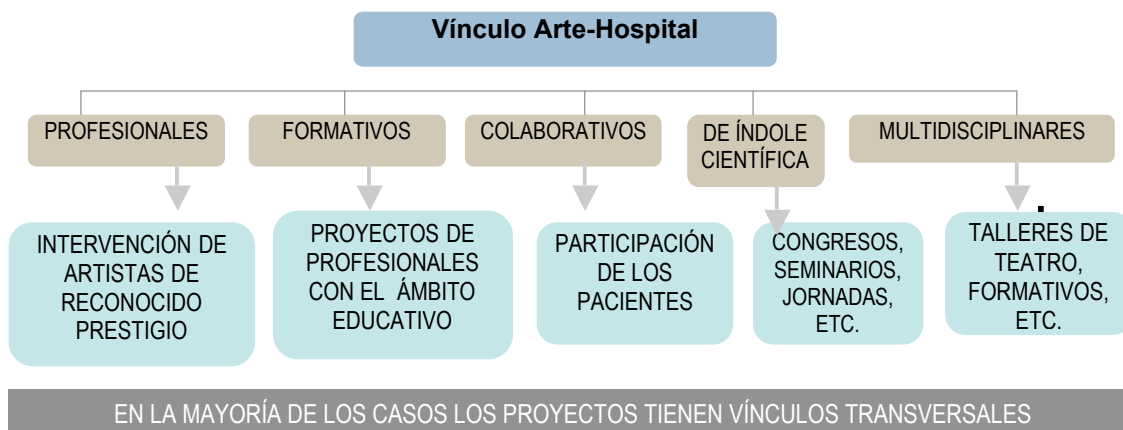 Vínculo Arte-Hospital
PROFESIONALES
FORMATIVOS
COLABORATIVOS
DE ÍNDOLE
CIENTÍFICA
MULTIDISCIPLINARES
INTERVENCIÓN DE
ARTISTAS DE
RECONOCIDO
PRESTIGIO
PROYECTOS DE
PROFESIONALES
CON EL ÁMBITO
EDUCATIVO
PARTICIPACIÓN
DE LOS
PACIENTES
CONGRESOS,
SEMINARIOS,
JORNADAS,
ETC.
.
TALLERES DE
TEATRO,
FORMATIVOS,
ETC.
EN LA MAYORÍA DE LOS CASOS LOS PROYECTOS TIENEN VÍNCULOS TRANSVERSALES